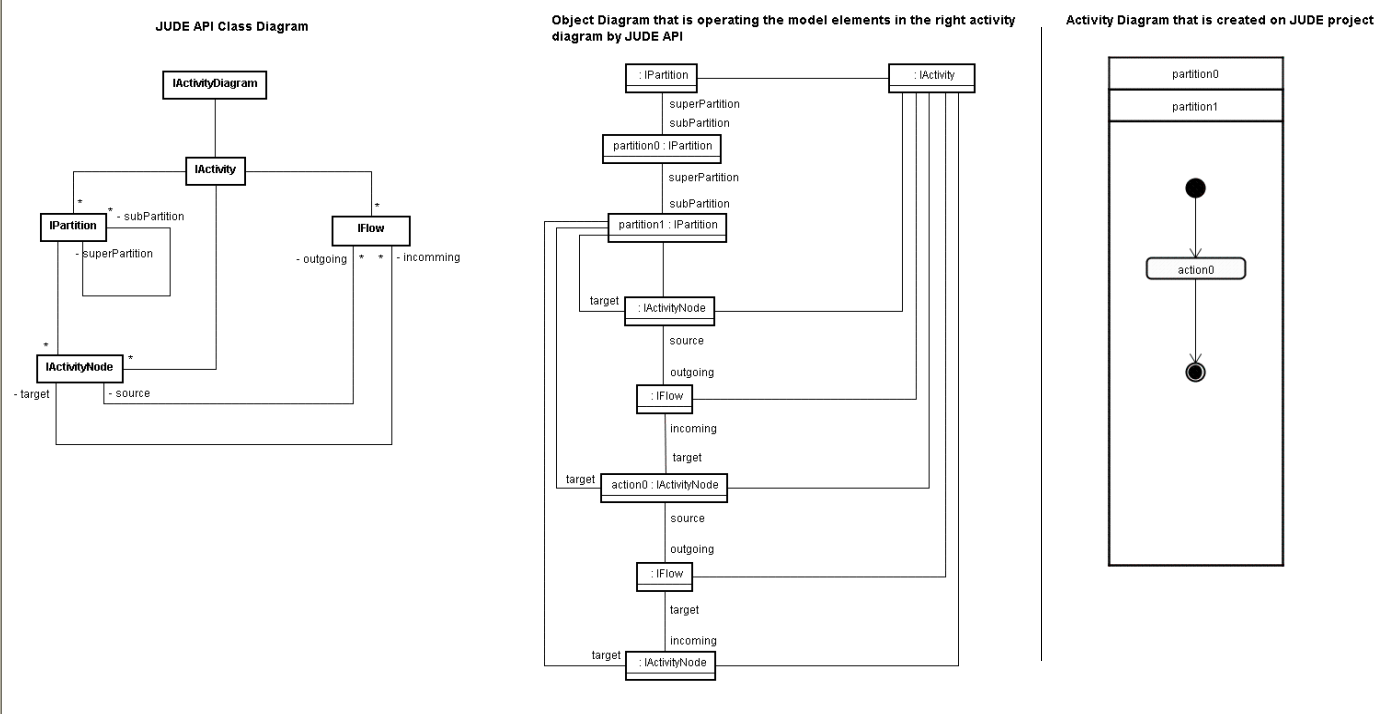 JUDE API Class Diagram
IActivityDiagram
IActivity
*
*
- subPartition
IPartition
- superPartition
*
IFlow
- outgoing
*
*
- incomming
*
IActivityNode
*
- target
- source
Object Diagram that is operating the model elements in the right activity
diagram by JUDE API
: IPartition
: IActivity
superPartition
subPartition
partition0 : IPartition
superPartition
subPartition
partition1 : IPartition
target
: IActivityNode
source
outgoing
: IFlow
incoming
target
target
action0 : IActivityNode
source
outgoing
: IFlow
target
incoming
target
: IActivityNode
Activity Diagram that is created on JUDE project
partition0
partition1
action0